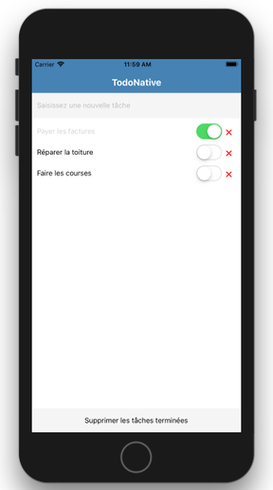 Carrier 11:59 AM
TodoNative
Saisissez une nouvelle tâche
Payer les factures
Réparer la toiture
Faire les courses
Supprimer les tâches terminées